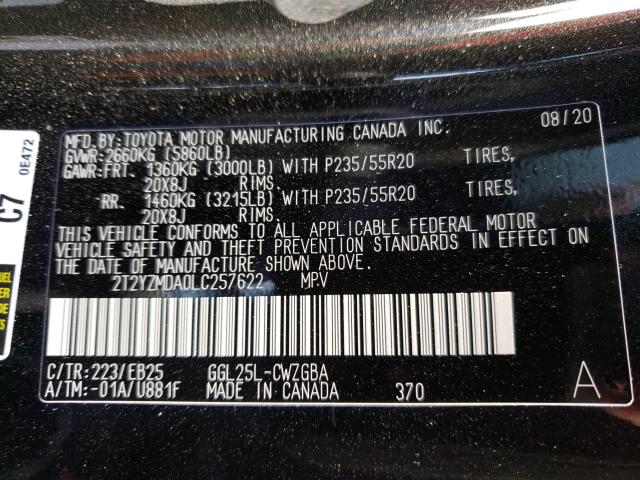 MFD. BY: TOYOTA MOTOR MANUFACTURING CANADA INC. 08/20
GVWR: 2660KG (5860LB)
GAWR: FRT. 1360KG (3000LB) WITH P235/55R20 TIRES,
20X8J RIMS.
RR. 1460KG (3215LB) WITH P235/55R20 TIRES,
20X8J RIMS.
THIS VEHICLE CONFORMS TO ALL APPLICABLE FEDERAL MOTOR
VEHICLE SAFETY AND THEFT PREVENTION STANDARDS IN EFFECT ON
THE DATE OF MANUFACTURE SHOWN ABOVE.
2T2YZMDA0LC257622 MPV
C/TR: 223/EB25 GGL25L-CWZGBA
A/TM: -01A/U881F MADE IN CANADA 370 A
C7
0E472